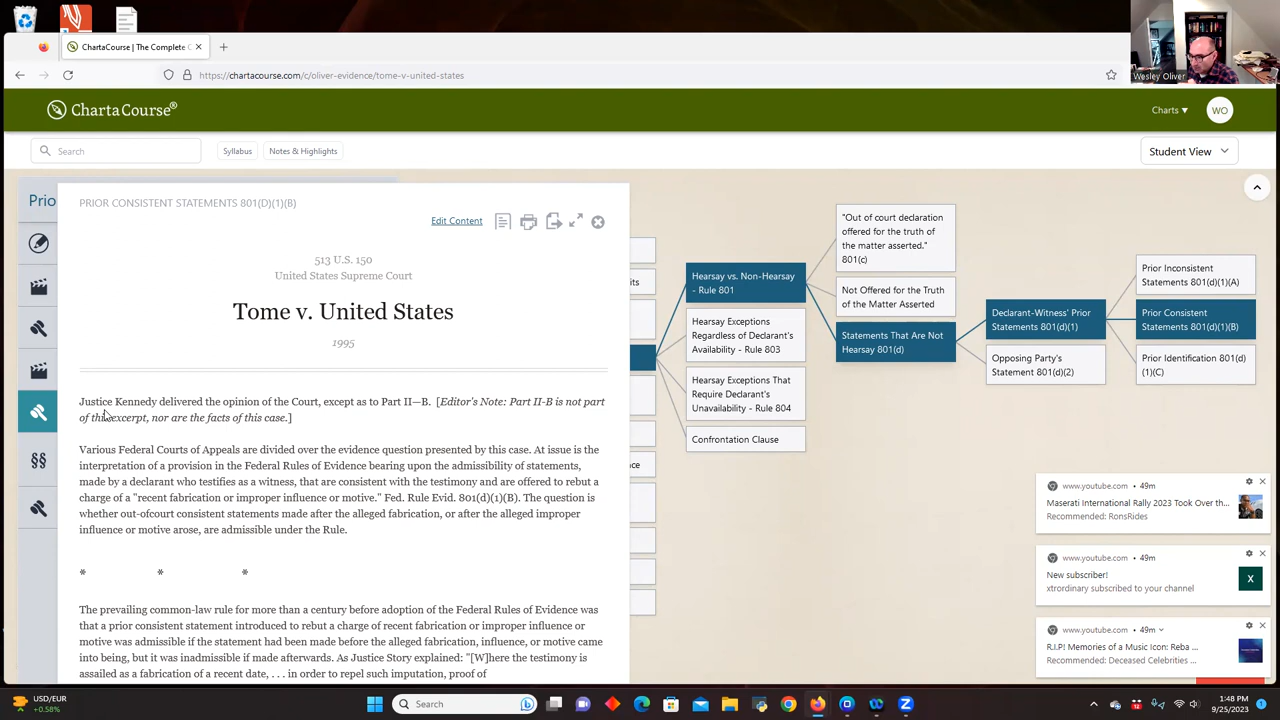 ChartaCourse | The Complete C
https://chartacourse.com/c/oliver-evidence/tome-v-united-states
Wesley Oliver
ChartaCourse®
Charts
WO
Search
Syllabus
Notes & Highlights
Student View
Prio
PRIOR CONSISTENT STATEMENTS 801(D)(1)(B)
Edit Content
513 U.S. 150
United States Supreme Court
Tome v. United States
1995
Justice Kennedy delivered the opinion of the Court, except as to Part II—B. [Editor's Note: Part II-B is not part
of this excerpt, nor are the facts of this case.]
Various Federal Courts of Appeals are divided over the evidence question presented by this case. At issue is the
interpretation of a provision in the Federal Rules of Evidence bearing upon the admissibility of statements,
made by a declarant who testifies as a witness, that are consistent with the testimony and are offered to rebut a
charge of a "recent fabrication or improper influence or motive." Fed. Rule Evid. 801(d)(1)(B). The question is
whether out-ofcourt consistent statements made after the alleged fabrication, or after the alleged improper
influence or motive arose, are admissible under the Rule.
* * *
The prevailing common-law rule for more than a century before adoption of the Federal Rules of Evidence was
that a prior consistent statement introduced to rebut a charge of recent fabrication or improper influence or
motive was admissible if the statement had been made before the alleged fabrication, influence, or motive came
into being, but it was inadmissible if made afterwards. As Justice Story explained: "[W]here the testimony is
assailed as a fabrication of a recent date, . . . in order to repel such imputation, proof of
§§
its
ce
Hearsay vs. Non-Hearsay
- Rule 801
Hearsay Exceptions
Regardless of Declarant's
Availability - Rule 803
Hearsay Exceptions That
Require Declarant's
Unavailability - Rule 804
Confrontation Clause
"Out of court declaration
offered for the truth of
the matter asserted."
801(c)
Not Offered for the Truth
of the Matter Asserted
Statements That Are Not
Hearsay 801(d)
Declarant-Witness' Prior
Statements 801(d)(1)
Opposing Party's
Statement 801(d)(2)
Prior Inconsistent
Statements 801(d)(1)(A)
Prior Consistent
Statements 801(d)(1)(B)
Prior Identification 801(d)
(1)(C)
www.youtube.com • 49m
Maserati International Rally 2023 Took Over th...
Recommended: RonsRides
www.youtube.com • 49m
New subscriber!
xtrordinary subscribed to your channel
X
www.youtube.com • 49m
R.I.P! Memories of a Music Icon: Reba ...
Recommended: Deceased Celebrities ...
USD/EUR
+0.58%
Search
12
1:48 PM
9/25/2023